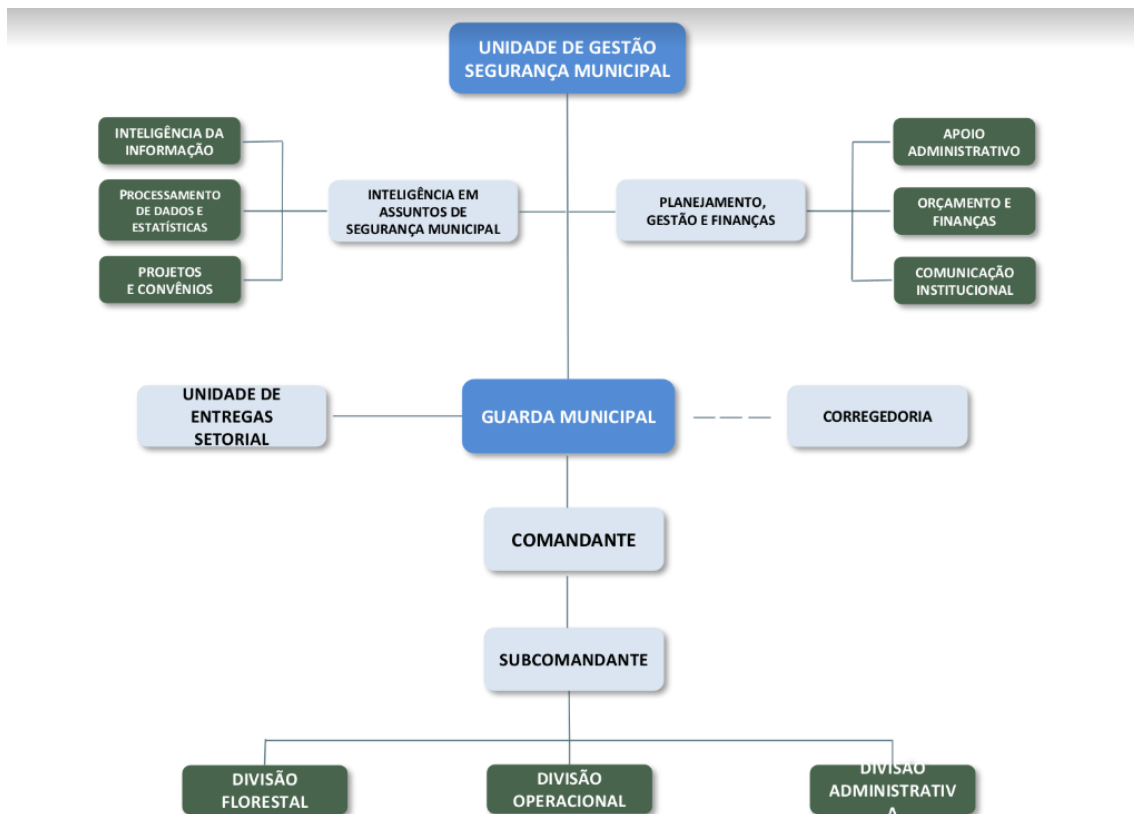 UNIDADE DE GESTÃO
SEGURANÇA MUNICIPAL
INTELIGÊNCIA DA
INFORMAÇÃO
PROCESSAMENTO
DE DADOS E
ESTATÍSTICAS
PROJETOS
E CONVÊNIOS
INTELIGÊNCIA EM
ASSUNTOS DE
SEGURANÇA MUNICIPAL
PLANEJAMENTO,
GESTÃO E FINANÇAS
APOIO
ADMINISTRATIVO
ORÇAMENTO E
FINANÇAS
COMUNICAÇÃO
INSTITUCIONAL
UNIDADE DE
ENTREGAS
SETORIAL
GUARDA MUNICIPAL
CORREGEDORIA
COMANDANTE
SUBCOMANDANTE
DIVISÃO
FLORESTAL
DIVISÃO
OPERACIONAL
DIVISÃO
ADMINISTRATIV
A